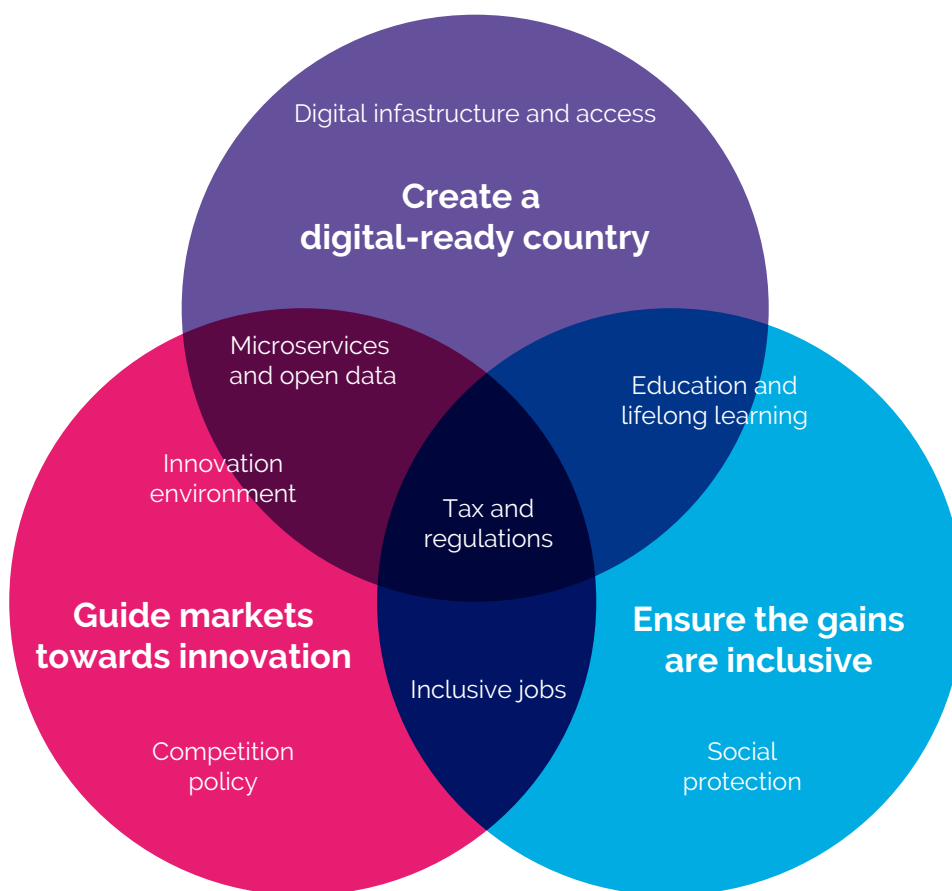 Digital infastructure and access
Create a
digital-ready country
Microservices
and open data
Education and
lifelong learning
Innovation
environment
Tax and
regulations
Guide markets
towards innovation
Ensure the gains
are inclusive
Inclusive jobs
Competition
policy
Social
protection